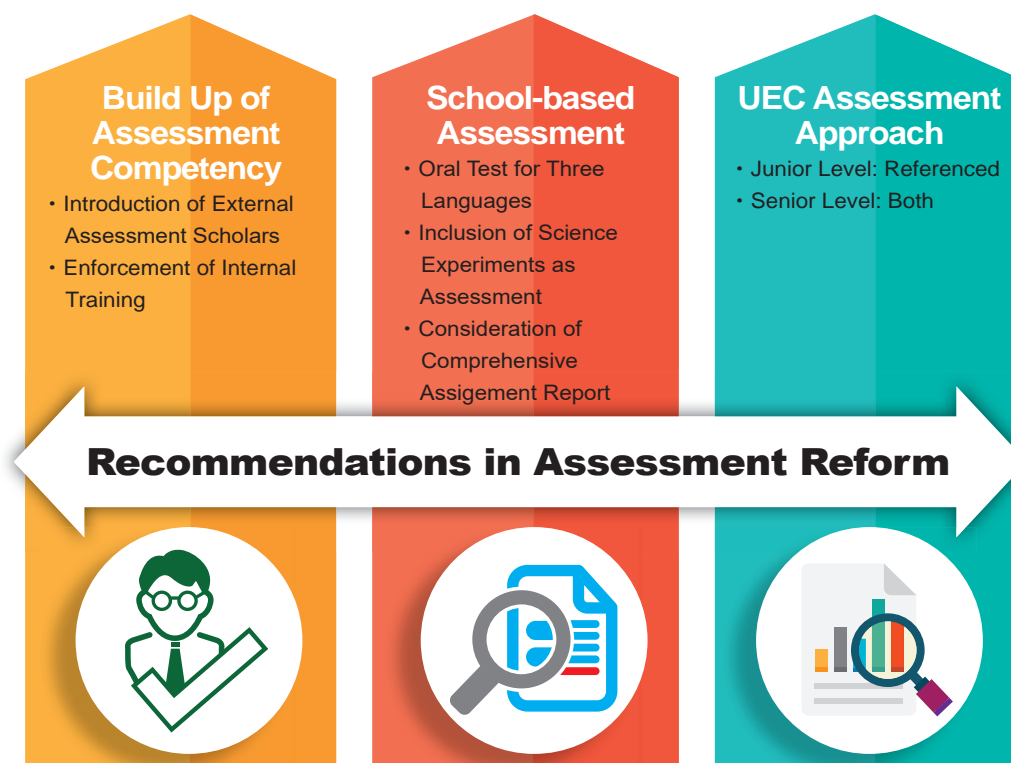 Build Up of
Assessment
Competency
• Introduction of External
Assessment Scholars
• Enforcement of Internal
Training
School-based
Assessment
• Oral Test for Three
Languages
• Inclusion of Science
Experiments as
Assessment
• Consideration of
Comprehensive
Assigement Report
UEC Assessment
Approach
• Junior Level: Referenced
• Senior Level: Both
Recommendations in Assessment Reform